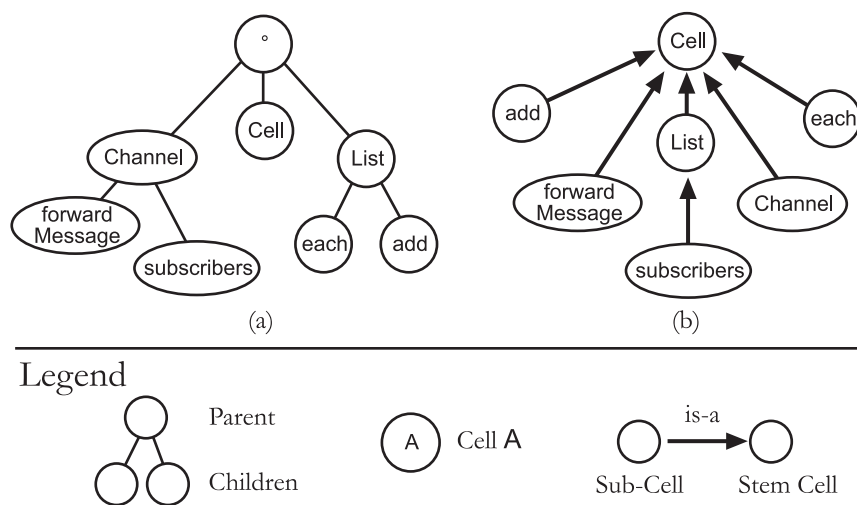 °
Cell
Channel
List
forward
Message
subscribers
each
add
(a)
Cell
add
each
List
forward
Message
Channel
subscribers
(b)
Legend
Parent
Children
A
Cell A
is-a
Sub-Cell
Stem Cell